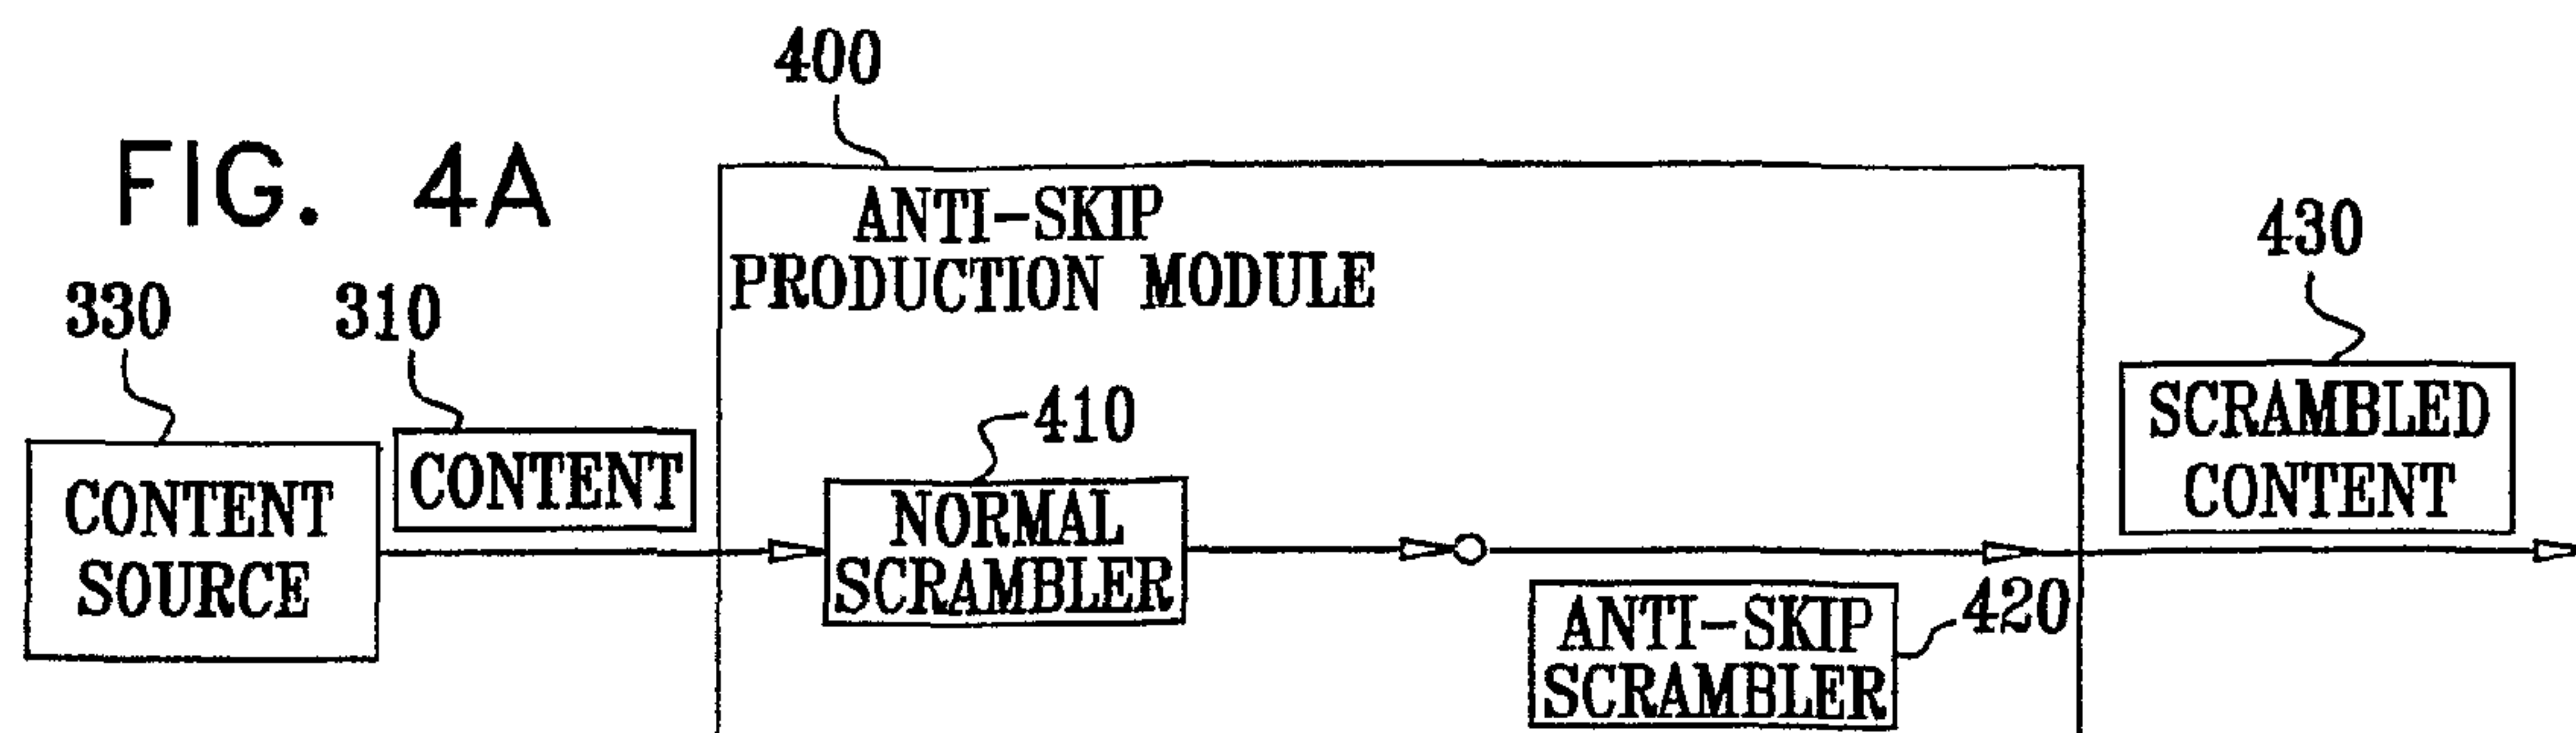 400
FIG. 4A
ANTI-SKIP
PRODUCTION MODULE
430
330
310
SCRAMBLED
CONTENT
410
CONTENT
CONTENT
SOURCE
NORMAL
SCRAMBLER
ANTI-SKIP
SCRAMBLER
420